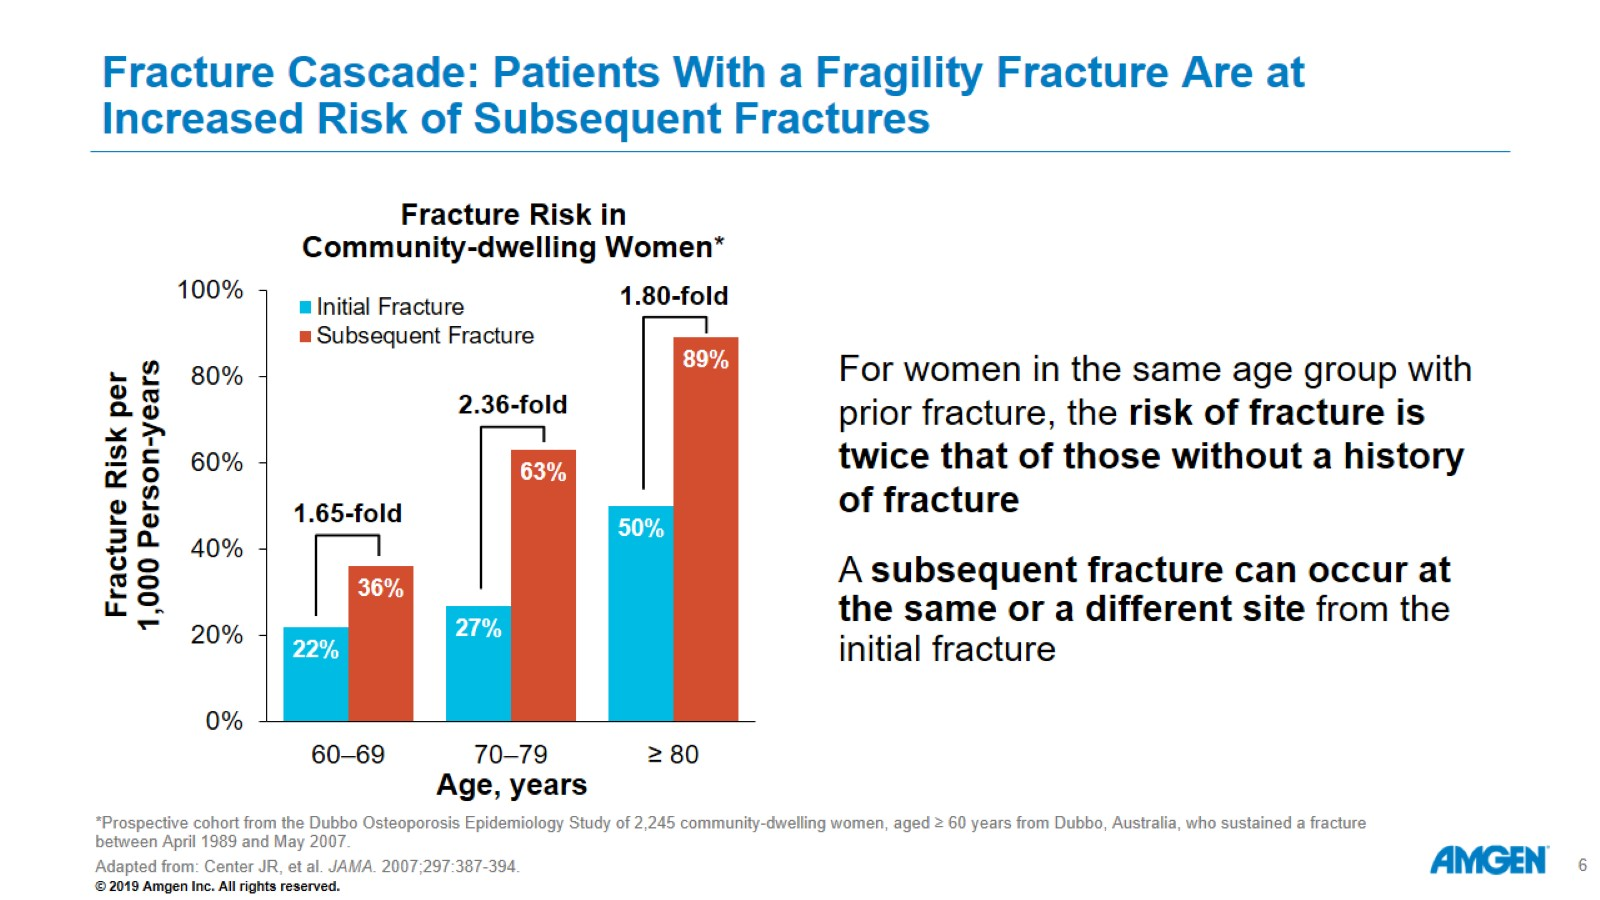 Fracture Cascade: Patients With a Fragility Fracture Are at
Increased Risk of Subsequent Fractures
Fracture Risk in
Community-dwelling Women*
Fracture Risk per
1,000 Person-years
100%
80%
60%
40%
20%
0%
Initial Fracture
Subsequent Fracture
1.65-fold
22%
36%
2.36-fold
27%
63%
1.80-fold
50%
89%
60–69
70–79
≥ 80
Age, years
For women in the same age group with
prior fracture, the risk of fracture is
twice that of those without a history
of fracture
A subsequent fracture can occur at
the same or a different site from the
initial fracture
*Prospective cohort from the Dubbo Osteoporosis Epidemiology Study of 2,245 community-dwelling women, aged ≥ 60 years from Dubbo, Australia, who sustained a fracture
between April 1989 and May 2007.
Adapted from: Center JR, et al. JAMA. 2007;297:387-394.
© 2019 Amgen Inc. All rights reserved.
AMGEN
6